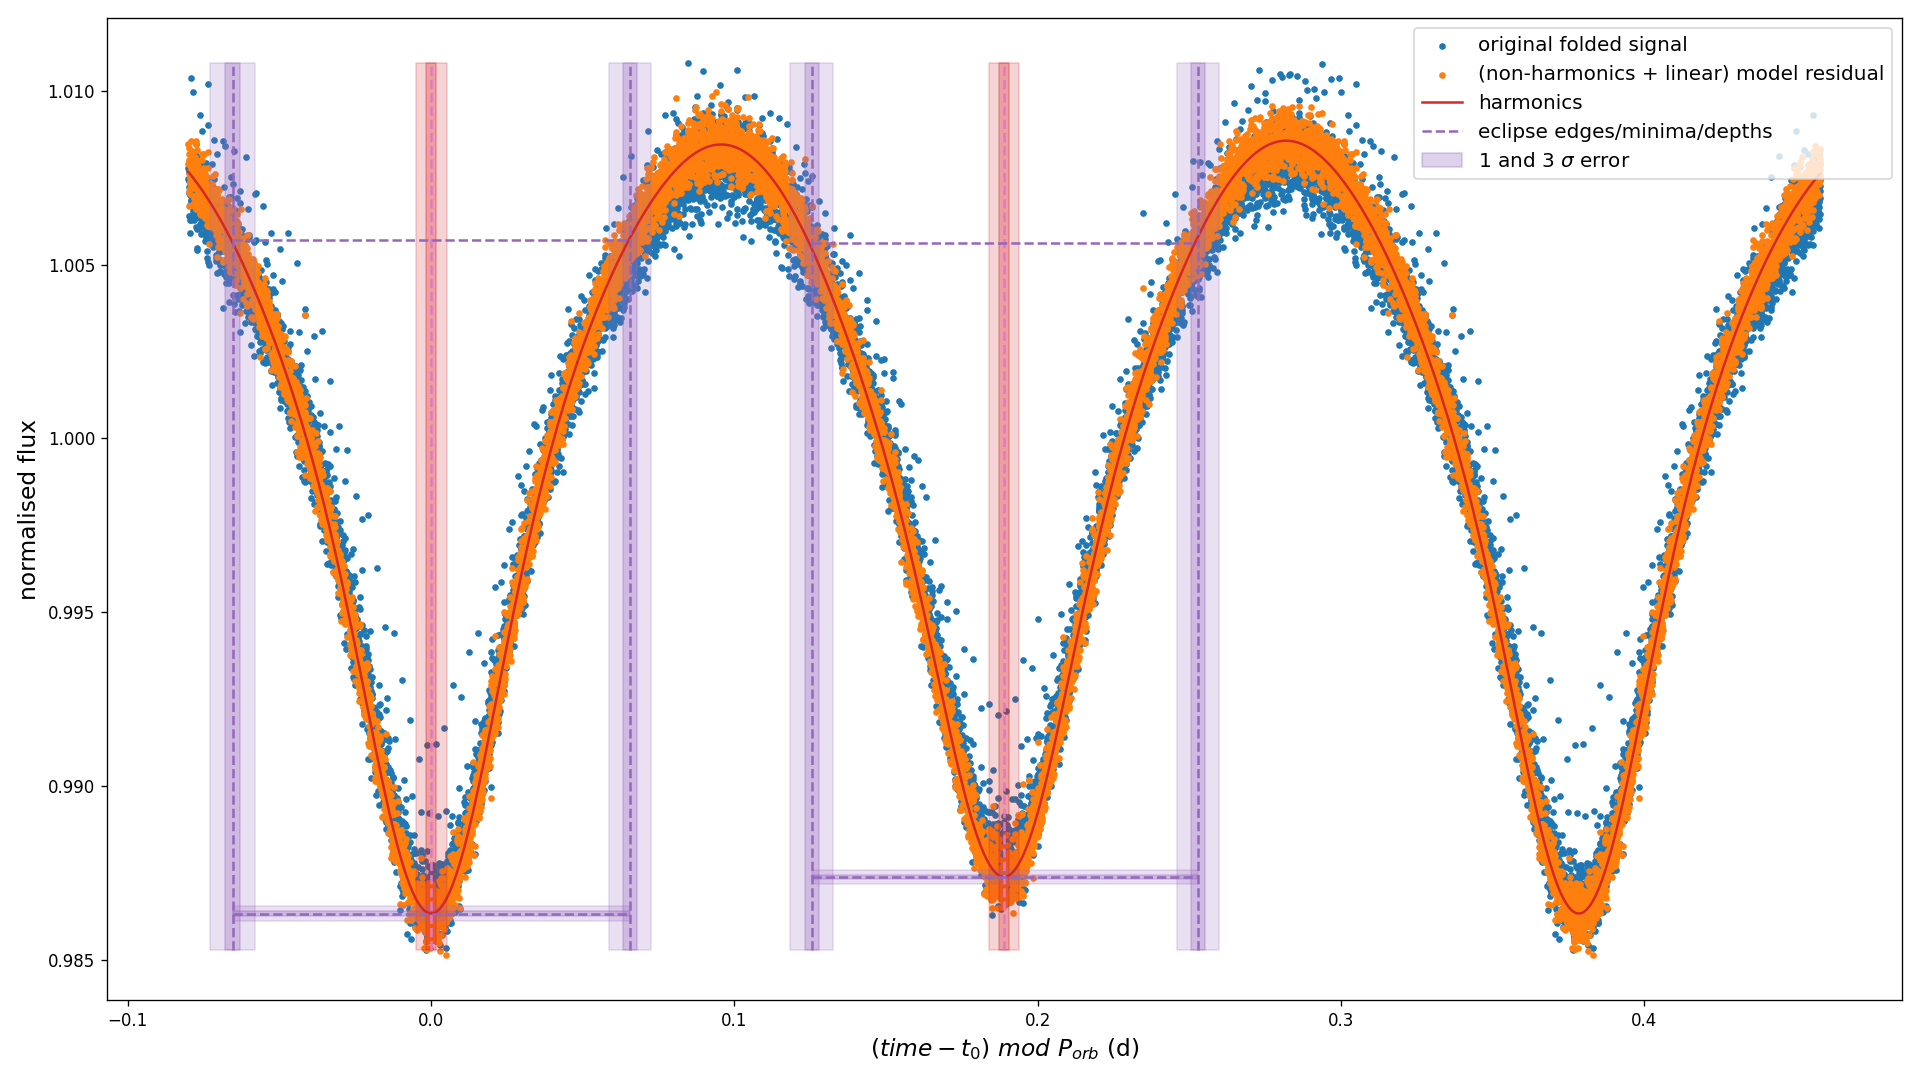 original folded signal
(non-harmonics + linear) model residual
harmonics
eclipse edges/minima/depths
1 and 3 σ error
normalised flux
1.010
1.005
1.000
0.995
0.990
0.985
−0.1 0.0 0.1 0.2 0.3 0.4
(time − t₀) mod P_orb (d)